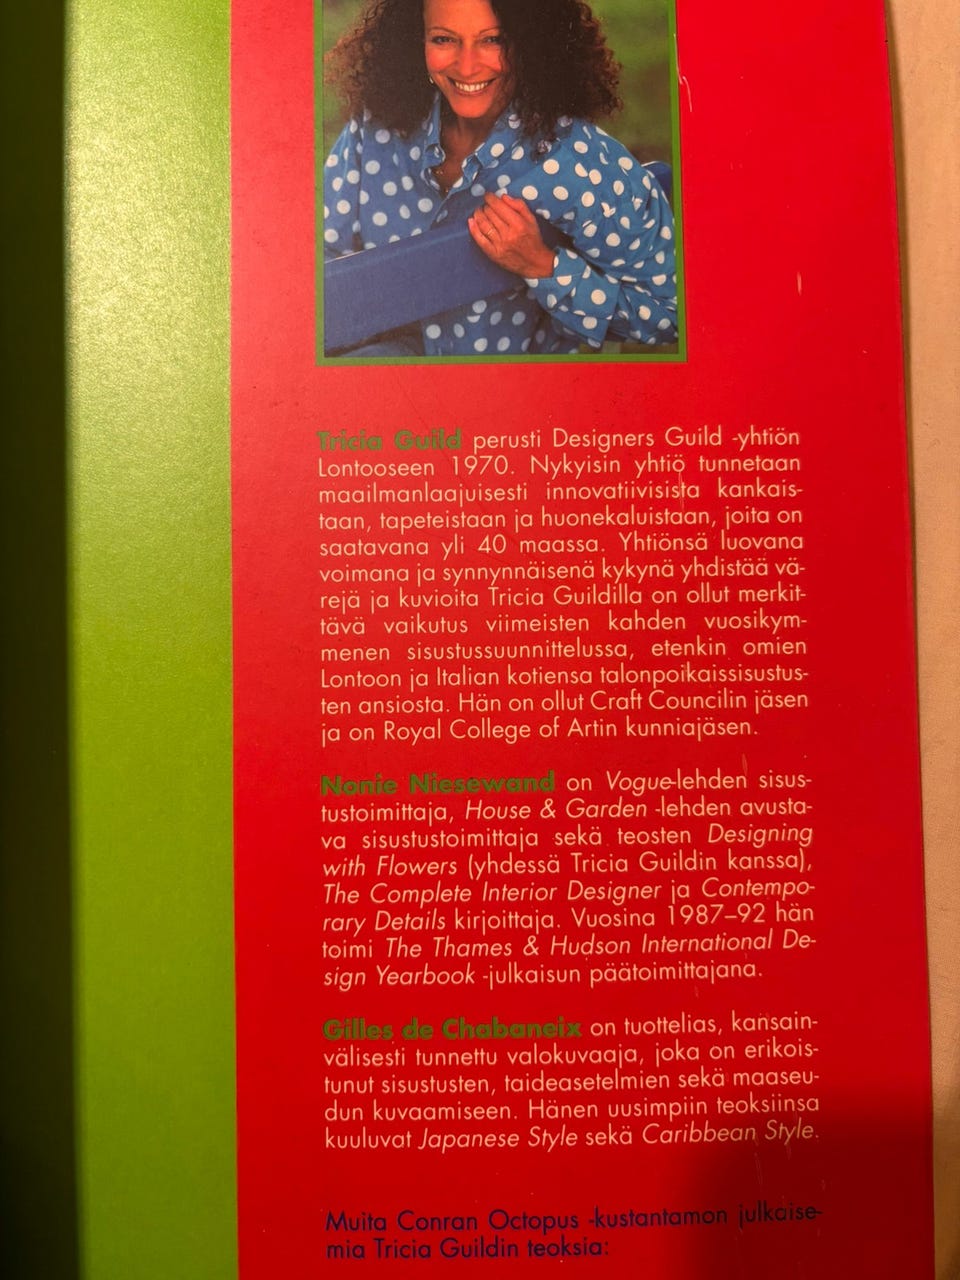 Tricia Guild perusti Designers Guild -yhtiön
Lontooseen 1970. Nykyisin yhtiö tunnetaan
maailmanlaajuisesti innovatiivisista kankais-
taan, tapeteistaan ja huonekaluistaan, joita on
saatavana yli 40 maassa. Yhtiönsä luovana
voimana ja synnynnäisenä kykynä yhdistää vä-
rejä ja kuvioita Tricia Guildilla on ollut merkit-
tävä vaikutus viimeisten kahden vuosikym-
menen sisustussuunnittelussa, etenkin omien
Lontoon ja Italian kotiensa talonpoikaissisustus-
ten ansiosta. Hän on ollut Craft Councilin jäsen
ja on Royal College of Artin kunniajäsen.
Nonie Niesewand on Vogue-lehden sisus-
tustoimittaja, House & Garden -lehden avusta-
va sisustustoimittaja sekä teosten Designing
with Flowers (yhdessä Tricia Guildin kanssa),
The Complete Interior Designer ja Contempo-
rary Details kirjoittaja. Vuosina 1987–92 hän
toimi The Thames & Hudson International De-
sign Yearbook -julkaisun päätoimittajana.
Gilles de Chabaneix on tuottelias, kansain-
välisesti tunnettu valokuvaaja, joka on erikois-
tunut sisustusten, taideasetelmien sekä maaseu-
dun kuvaamiseen. Hänen uusimpiin teoksiinsa
kuuluvat Japanese Style sekä Caribbean Style.
Muita Conran Octopus -kustantamon julkaise-
mia Tricia Guildin teoksia: